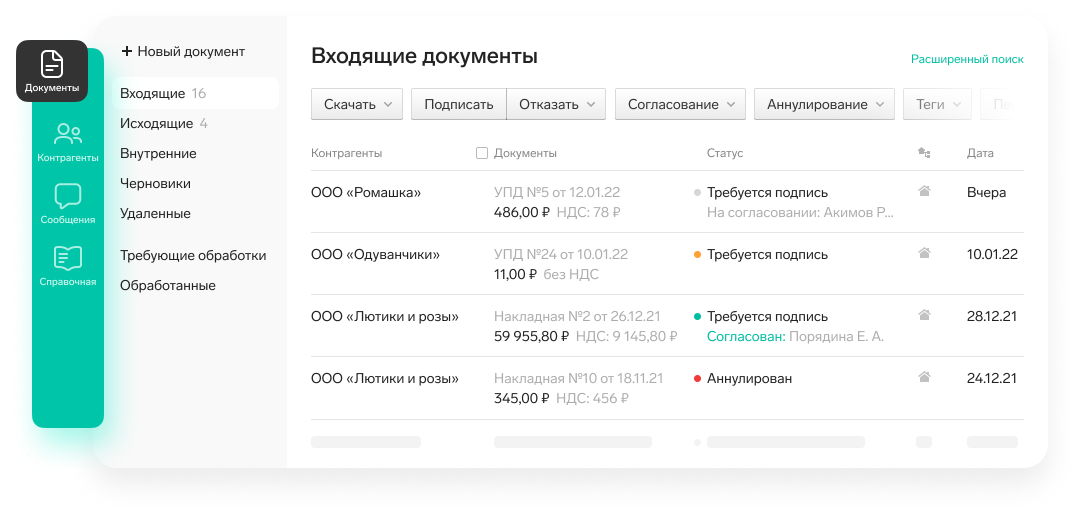 Документы
Контрагенты
Сообщения
Справочная
+ Новый документ
Входящие 16
Исходящие 4
Внутренние
Черновики
Удаленные
Требующие обработки
Обработанные
Входящие документы
Расширенный поиск
Скачать Подписать Отказать Согласование Аннулирование Теги
Контрагенты Документы Статус Дата
ООО «Ромашка» УПД №5 от 12.01.22 Требуется подпись Вчера
486,00 ₽ НДС: 78 ₽ На согласовании: Акимов Р...
ООО «Одуванчики» УПД №24 от 10.01.22 Требуется подпись 10.01.22
11,00 ₽ без НДС
ООО «Лютики и розы» Накладная №2 от 26.12.21 Требуется подпись 28.12.21
59 955,80 ₽ НДС: 9 145,80 ₽ Согласован: Порядина Е. А.
ООО «Лютики и розы» Накладная №10 от 18.11.21 Аннулирован 24.12.21
345,00 ₽ НДС: 456 ₽